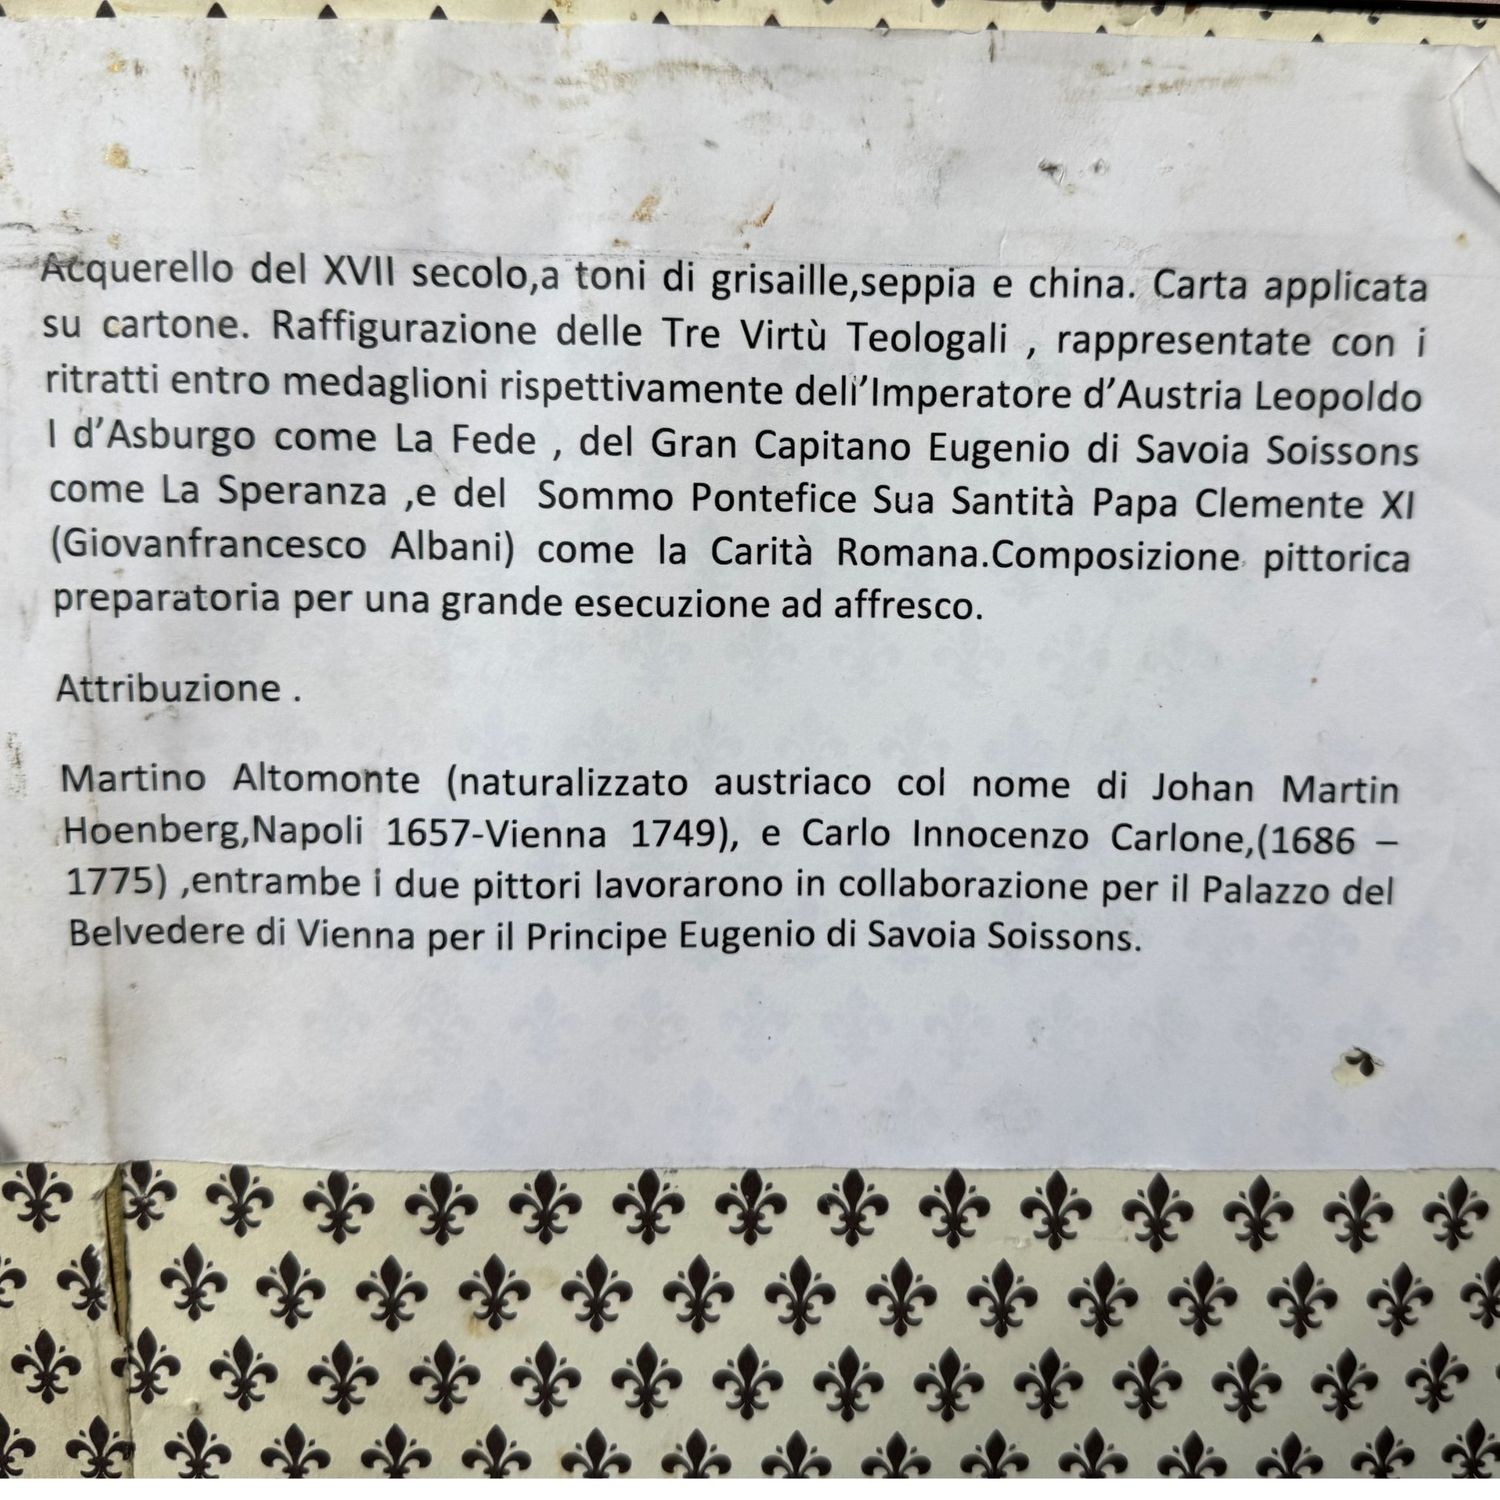 Acquerello del XVII secolo,a toni di grisaille,seppia e china. Carta applicata
su cartone. Raffigurazione delle Tre Virtù Teologali , rappresentate con i
ritratti entro medaglioni rispettivamente dell'Imperatore d'Austria Leopoldo
I d'Asburgo come La Fede , del Gran Capitano Eugenio di Savoia Soissons
come La Speranza ,e del Sommo Pontefice Sua Santità Papa Clemente XI
(Giovanfrancesco Albani) come la Carità Romana.Composizione pittorica
preparatoria per una grande esecuzione ad affresco.
Attribuzione .
Martino Altomonte (naturalizzato austriaco col nome di Johan Martin
Hoenberg,Napoli 1657-Vienna 1749), e Carlo Innocenzo Carlone,(1686 –
1775) ,entrambe i due pittori lavorarono in collaborazione per il Palazzo del
Belvedere di Vienna per il Principe Eugenio di Savoia Soissons.